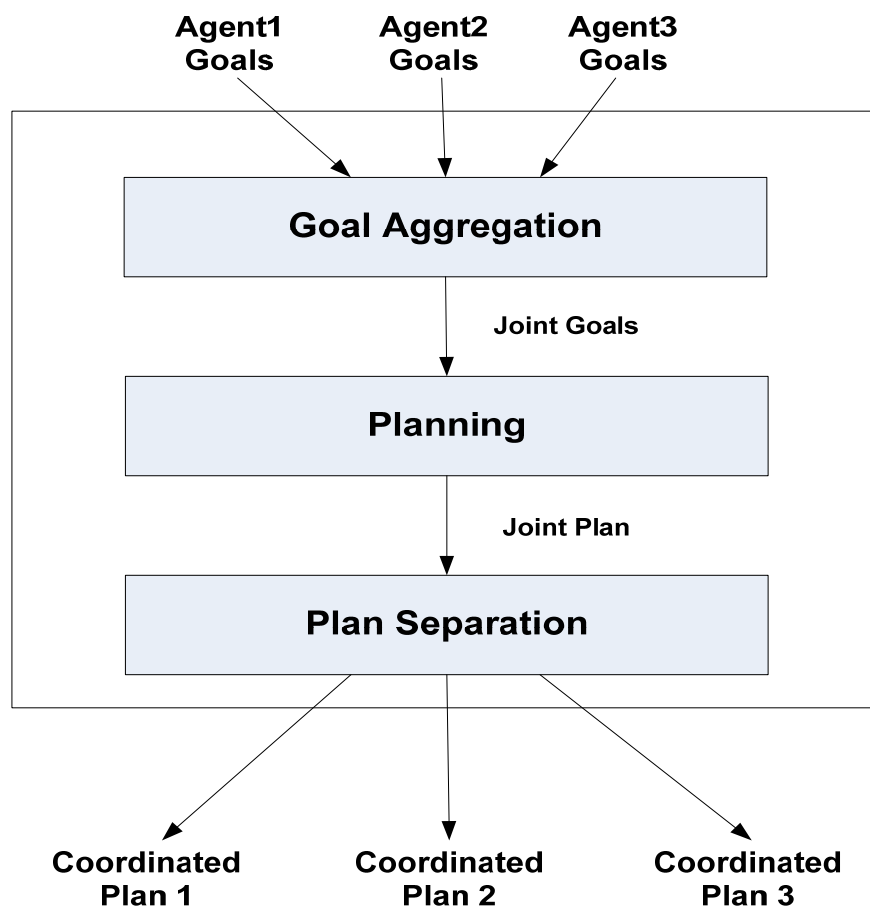 Agent1 Agent2 Agent3
Goals Goals Goals
Goal Aggregation
Joint Goals
Planning
Joint Plan
Plan Separation
Coordinated Coordinated Coordinated
Plan 1 Plan 2 Plan 3